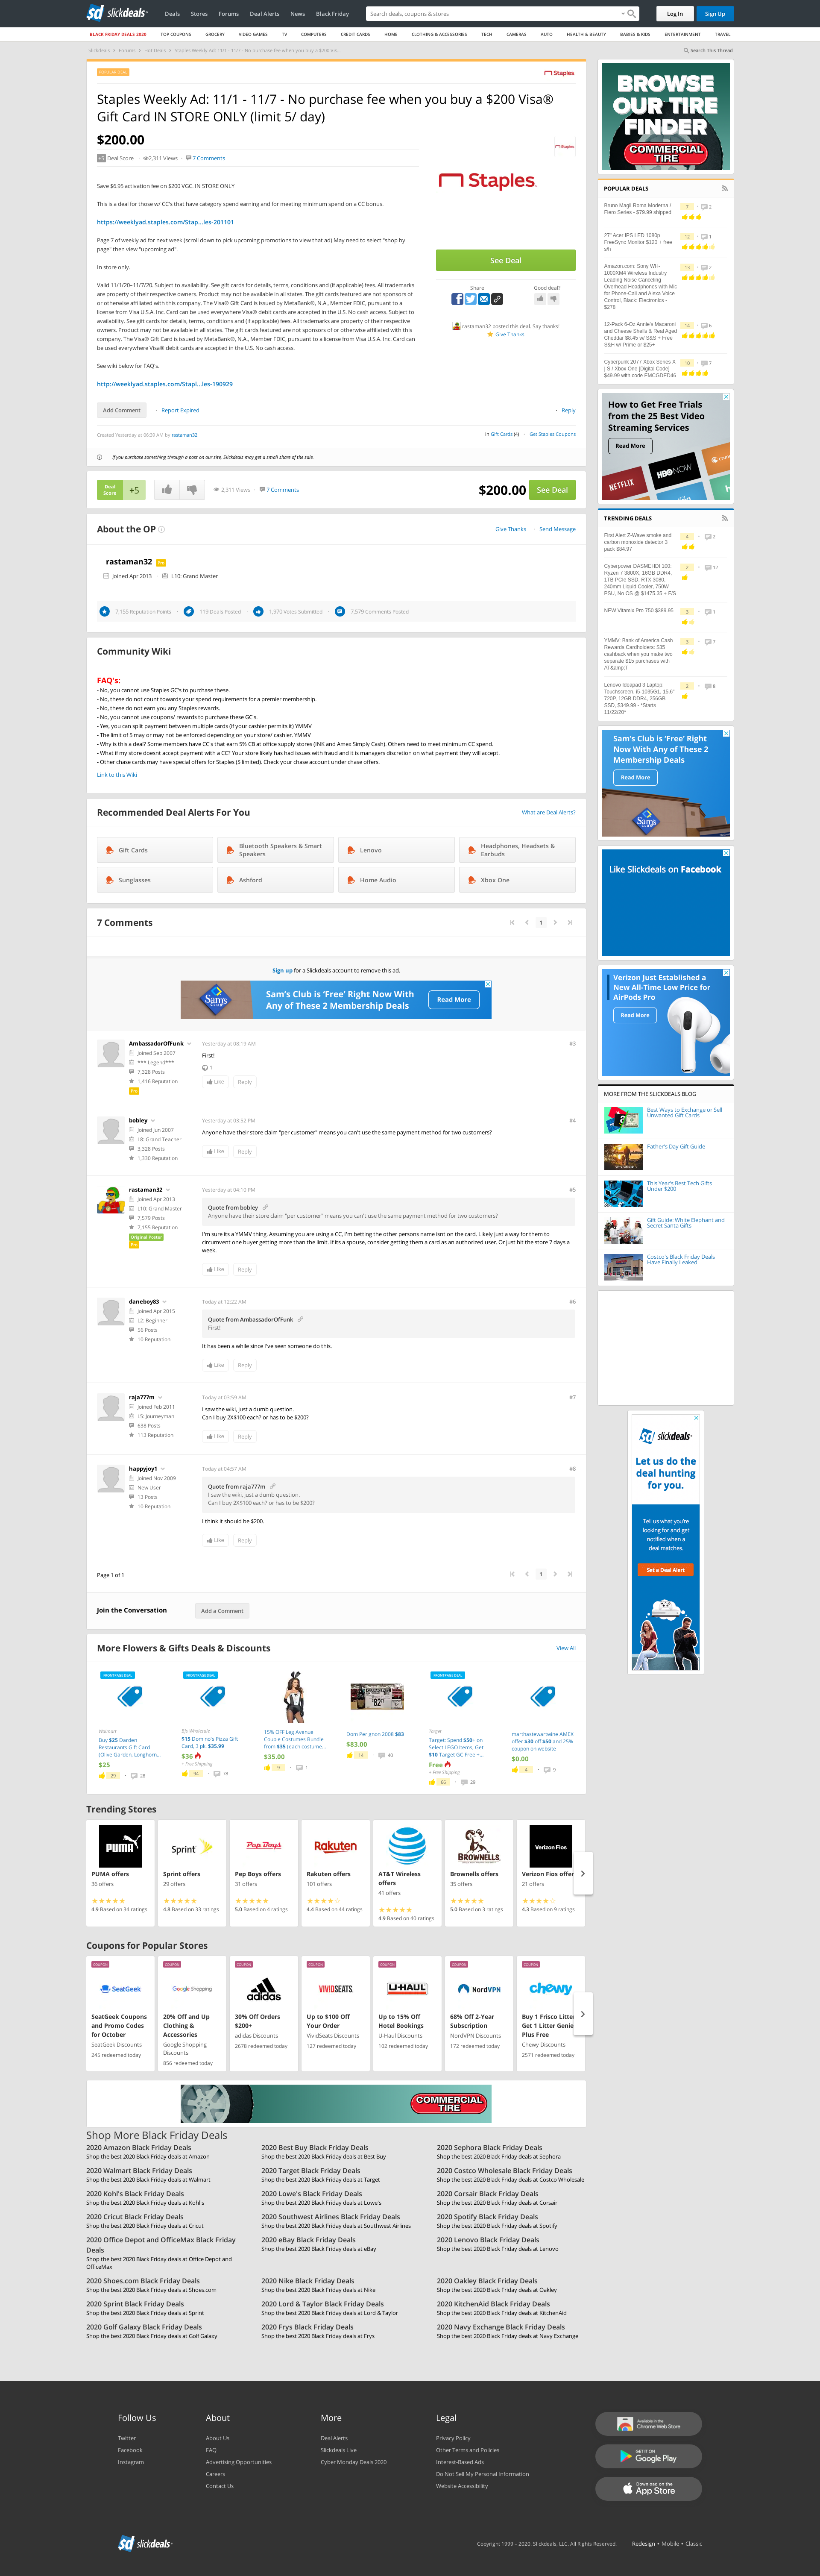 slickdeals
Deals Stores Forums Deal Alerts News Black Friday
Search deals, coupons & stores
Log In Sign Up
BLACK FRIDAY DEALS 2020 TOP COUPONS GROCERY VIDEO GAMES TV COMPUTERS CREDIT CARDS HOME CLOTHING & ACCESSORIES TECH CAMERAS AUTO HEALTH & BEAUTY BABIES & KIDS ENTERTAINMENT TRAVEL
Slickdeals > Forums > Hot Deals > Staples Weekly Ad: 11/1 - 11/7 - No purchase fee when you buy a $200 Vis...
Search This Thread
Staples
Staples Weekly Ad: 11/1 - 11/7 - No purchase fee when you buy a $200 Visa®
Gift Card IN STORE ONLY (limit 5/ day)
$200.00
Deal Score 2,311 Views 7 Comments
Save $6.95 activation fee on $200 VGC. IN STORE ONLY
This is a deal for those w/ CC's that have category spend earning and for meeting minimum spend on a CC bonus.
https://weeklyad.staples.com/Stap...les-201101
Page 7 of weekly ad for next week (scroll down to pick upcoming promotions to view that ad) May need to select "shop by
page" then view "upcoming ad".
In store only.
Valid 11/1/20–11/7/20. Subject to availability. See gift cards for details, terms, conditions and (if applicable) fees. All trademarks
are property of their respective owners. Product may not be available in all states. The gift cards featured are not sponsors of
or otherwise affiliated with this company. The Visa® Gift Card is issued by MetaBank®, N.A., Member FDIC, pursuant to a
license from Visa U.S.A. Inc. Card can be used everywhere Visa® debit cards are accepted in the US. No cash access. Subject to
availability. See gift cards for details, terms, conditions and (if applicable) fees. All trademarks are property of their respective
owners. Product may not be available in all states. The gift cards featured are not sponsors of or otherwise affiliated with this
company. The Visa® Gift Card is issued by MetaBank®, N.A., Member FDIC, pursuant to a license from Visa U.S.A. Inc. Card can
be used everywhereVisa® debit cards are accepted in the US. No cash access.
See wiki below for FAQ's.
http://weeklyad.staples.com/Stapl...les-190929
Add Comment Report Expired Reply
Created Yesterday at 06:39 AM by rastaman32
in Gift Cards (4) Get Staples Coupons
If you purchase something through a post on our site, Slickdeals may get a small share of the sale.
Staples
See Deal
Share Good deal?
rastaman32 posted this deal. Say thanks!
Give Thanks
Deal
Score +5 2,311 Views 7 Comments $200.00 See Deal
About the OP Give Thanks Send Message
rastaman32 Pro
Joined Apr 2013 L10: Grand Master
7,155 Reputation Points 119 Deals Posted 1,970 Votes Submitted 7,579 Comments Posted
Community Wiki
FAQ's:
- No, you cannot use Staples GC's to purchase these.
- No, these do not count towards your spend requirements for a premier membership.
- No, these do not earn you any Staples rewards.
- No, you cannot use coupons/ rewards to purchase these GC's.
- Yes, you can split payment between multiple cards (if your cashier permits it) YMMV
- The limit of 5 may or may not be enforced depending on your store/ cashier. YMMV
- Why is this a deal? Some members have CC's that earn 5% CB at office supply stores (INK and Amex Simply Cash). Others need to meet minimum CC spend.
- What if my store doesnt accept payment with a CC? Your store likely has had issues with fraud and it is managers discretion on what payment they will accept.
- Other chase cards may have special offers for Staples ($ limited). Check your chase account under chase offers.
Link to this Wiki
Recommended Deal Alerts For You What are Deal Alerts?
Gift Cards
Bluetooth Speakers & Smart
Speakers
Lenovo
Headphones, Headsets &
Earbuds
Sunglasses Ashford Home Audio Xbox One
7 Comments 1
Sign up for a Slickdeals account to remove this ad.
Sam's Club is 'Free' Right Now With
Any of These 2 Membership Deals
Read More
AmbassadorOfFunk Yesterday at 08:19 AM #3
Joined Sep 2007
*** Legend***
7,328 Posts
1,416 Reputation
Pro
First!
1
Like Reply
bobley Yesterday at 03:52 PM #4
Joined Jun 2007
L8: Grand Teacher
3,328 Posts
1,330 Reputation
Anyone have their store claim "per customer" means you can't use the same payment method for two customers?
Like Reply
rastaman32 Yesterday at 04:10 PM #5
Joined Apr 2013
L10: Grand Master
7,579 Posts
7,155 Reputation
Original Poster
Pro
Quote from bobley
Anyone have their store claim "per customer" means you can't use the same payment method for two customers?
I'm sure its a YMMV thing. Assuming you are using a CC, I'm betting the other persons name isnt on the card. Likely just a way for them to
circumvent one buyer getting more than the limit. If its a spouse, consider getting them a card as an authorized user. Or just hit the store 7 days a
week.
Like Reply
daneboy83 Today at 12:22 AM #6
Joined Apr 2015
L2: Beginner
56 Posts
10 Reputation
Quote from AmbassadorOfFunk
First!
It has been a while since I've seen someone do this.
Like Reply
raja777m Today at 03:59 AM #7
Joined Feb 2011
L5: Journeyman
638 Posts
113 Reputation
I saw the wiki, just a dumb question.
Can I buy 2X$100 each? or has to be $200?
Like Reply
happyjoy1 Today at 04:57 AM #8
Joined Nov 2009
New User
13 Posts
10 Reputation
Quote from raja777m
I saw the wiki, just a dumb question.
Can I buy 2X$100 each? or has to be $200?
I think it should be $200.
Like Reply
Page 1 of 1 1
Join the Conversation Add a Comment
More Flowers & Gifts Deals & Discounts View All
FRONTPAGE DEAL
Walmart
Buy $25 Darden
Restaurants Gift Card
(Olive Garden, Longhorn...
$25
29 28
FRONTPAGE DEAL
BJs Wholesale
$15 Domino's Pizza Gift
Card, 3 pk. $35.99
$36
+ Free Shipping
94 78
15% OFF Leg Avenue
Couple Costumes Bundle
from $35 (each costume...
$35.00
9 1
Dom Perignon 2008 $83
$83.00
14 40
FRONTPAGE DEAL
Target
Target: Spend $50+ on
Select LEGO Items, Get
$10 Target GC Free +...
Free
+ Free Shipping
66 29
marthastewartwine AMEX
offer $30 off $50 and 25%
coupon on website
$0.00
4 9
Trending Stores
PUMA offers
36 offers
4.9 Based on 34 ratings
Sprint offers
29 offers
4.8 Based on 33 ratings
Pep Boys offers
31 offers
5.0 Based on 4 ratings
Rakuten offers
101 offers
4.4 Based on 44 ratings
AT&T Wireless
offers
41 offers
4.9 Based on 40 ratings
Brownells offers
35 offers
5.0 Based on 3 ratings
Verizon Fios offer
21 offers
4.3 Based on 9 ratings
Coupons for Popular Stores
COUPON
SeatGeek
SeatGeek Coupons
and Promo Codes
for October
SeatGeek Discounts
245 redeemed today
COUPON
Google Shopping
20% Off and Up
Clothing &
Accessories
Google Shopping
Discounts
856 redeemed today
COUPON
adidas
30% Off Orders
$200+
adidas Discounts
2678 redeemed today
COUPON
VIVIDSEATS
Up to $100 Off
Your Order
VividSeats Discounts
127 redeemed today
COUPON
U-HAUL
Up to 15% Off
Hotel Bookings
U-Haul Discounts
102 redeemed today
COUPON
NordVPN
68% Off 2-Year
Subscription
NordVPN Discounts
172 redeemed today
COUPON
chewy
Buy 1 Frisco Litter
Get 1 Litter Genie
Plus Free
Chewy Discounts
2571 redeemed today
COMMERCIAL
TIRE
Shop More Black Friday Deals
2020 Amazon Black Friday Deals
Shop the best 2020 Black Friday deals at Amazon
2020 Best Buy Black Friday Deals
Shop the best 2020 Black Friday deals at Best Buy
2020 Sephora Black Friday Deals
Shop the best 2020 Black Friday deals at Sephora
2020 Walmart Black Friday Deals
Shop the best 2020 Black Friday deals at Walmart
2020 Target Black Friday Deals
Shop the best 2020 Black Friday deals at Target
2020 Costco Wholesale Black Friday Deals
Shop the best 2020 Black Friday deals at Costco Wholesale
2020 Kohl's Black Friday Deals
Shop the best 2020 Black Friday deals at Kohl's
2020 Lowe's Black Friday Deals
Shop the best 2020 Black Friday deals at Lowe's
2020 Corsair Black Friday Deals
Shop the best 2020 Black Friday deals at Corsair
2020 Cricut Black Friday Deals
Shop the best 2020 Black Friday deals at Cricut
2020 Southwest Airlines Black Friday Deals
Shop the best 2020 Black Friday deals at Southwest Airlines
2020 Spotify Black Friday Deals
Shop the best 2020 Black Friday deals at Spotify
2020 Office Depot and OfficeMax Black Friday
Deals
Shop the best 2020 Black Friday deals at Office Depot and
OfficeMax
2020 eBay Black Friday Deals
Shop the best 2020 Black Friday deals at eBay
2020 Lenovo Black Friday Deals
Shop the best 2020 Black Friday deals at Lenovo
2020 Shoes.com Black Friday Deals
Shop the best 2020 Black Friday deals at Shoes.com
2020 Nike Black Friday Deals
Shop the best 2020 Black Friday deals at Nike
2020 Oakley Black Friday Deals
Shop the best 2020 Black Friday deals at Oakley
2020 Sprint Black Friday Deals
Shop the best 2020 Black Friday deals at Sprint
2020 Lord & Taylor Black Friday Deals
Shop the best 2020 Black Friday deals at Lord & Taylor
2020 KitchenAid Black Friday Deals
Shop the best 2020 Black Friday deals at KitchenAid
2020 Golf Galaxy Black Friday Deals
Shop the best 2020 Black Friday deals at Golf Galaxy
2020 Frys Black Friday Deals
Shop the best 2020 Black Friday deals at Frys
2020 Navy Exchange Black Friday Deals
Shop the best 2020 Black Friday deals at Navy Exchange
BROWSE
OUR TIRE
FINDER
COMMERCIAL
TIRE
POPULAR DEALS
Bruno Magli Roma Moderna /
Fiero Series - $79.99 shipped
7 2
27" Acer IPS LED 1080p
FreeSync Monitor $120 + free
s/h
12 1
Amazon.com: Sony WH-
1000XM4 Wireless Industry
Leading Noise Canceling
Overhead Headphones with Mic
for Phone-Call and Alexa Voice
Control, Black: Electronics -
$278
13 2
12-Pack 6-Oz Annie's Macaroni
and Cheese Shells & Real Aged
Cheddar $8.45 w/ S&S + Free
S&H w/ Prime or $25+
14 6
Cyberpunk 2077 Xbox Series X
| S / Xbox One [Digital Code]
$49.99 with code EMCGDED46
10 7
How to Get Free Trials
from the 25 Best Video
Streaming Services
Read More
NETFLIX HBO NOW
TRENDING DEALS
First Alert Z-Wave smoke and
carbon monoxide detector 3
pack $84.97
4 2
Cyberpower DASMEHDI 100:
Ryzen 7 3800X, 16GB DDR4,
1TB PCIe SSD, RTX 3080,
240mm Liquid Cooler, 750W
PSU, No OS @ $1475.35 + F/S
2 12
NEW Vitamix Pro 750 $389.95
3 1
YMMV: Bank of America Cash
Rewards Cardholders: $35
cashback when you make two
separate $15 purchases with
AT&amp;T
3 7
Lenovo Ideapad 3 Laptop:
Touchscreen, i5-1035G1, 15.6"
720P, 12GB DDR4, 256GB
SSD. $349.99 - *Starts
11/22/20*
2 6
Sam's Club is 'Free' Right
Now With Any of These 2
Membership Deals
Read More
Like Slickdeals on Facebook
Verizon Just Established a
New All-Time Low Price for
AirPods Pro
Read More
MORE FROM THE SLICKDEALS BLOG
Best Ways to Exchange or Sell
Unwanted Gift Cards
Father's Day Gift Guide
This Year's Best Tech Gifts
Under $200
Gift Guide: White Elephant and
Secret Santa Gifts
Costco's Black Friday Deals
Have Finally Leaked
slickdeals
Let us do the
deal hunting
for you.
Tell us what you're
looking for and get
notified when a
deal matches.
Set a Deal Alert
Follow Us
Twitter
Facebook
Instagram
About
About Us
FAQ
Advertising Opportunities
Careers
Contact Us
More
Deal Alerts
Slickdeals Live
Cyber Monday Deals 2020
Legal
Privacy Policy
Other Terms and Policies
Interest-Based Ads
Do Not Sell My Personal Information
Website Accessibility
Available in the
Chrome Web Store
GET IT ON
Google Play
Download on the
App Store
slickdeals
Copyright 1999 – 2020. Slickdeals, LLC. All Rights Reserved. Redesign • Mobile • Classic